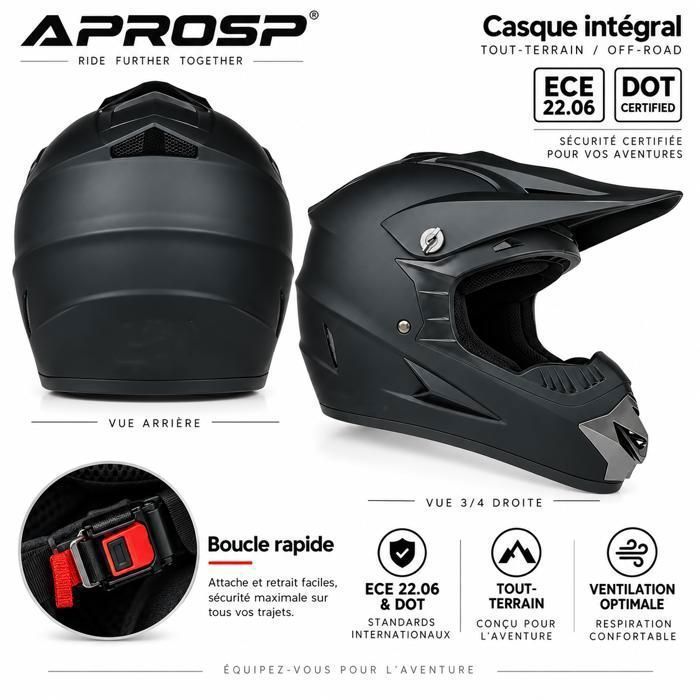 APROSP®
RIDE FURTHER TOGETHER
Casque intégral
TOUT-TERRAIN / OFF-ROAD
ECE
22.06
DOT
CERTIFIED
SÉCURITÉ CERTIFIÉE
POUR VOS AVENTURES
VUE ARRIÈRE
VUE 3/4 DROITE
Boucle rapide
Attache et retrait faciles,
sécurité maximale sur
tous vos trajets.
ECE 22.06
& DOT
STANDARDS
INTERNATIONAUX
TOUT-
TERRAIN
CONÇU POUR
L'AVENTURE
VENTILATION
OPTIMALE
RESPIRATION
CONFORTABLE
ÉQUIPEZ-VOUS POUR L'AVENTURE